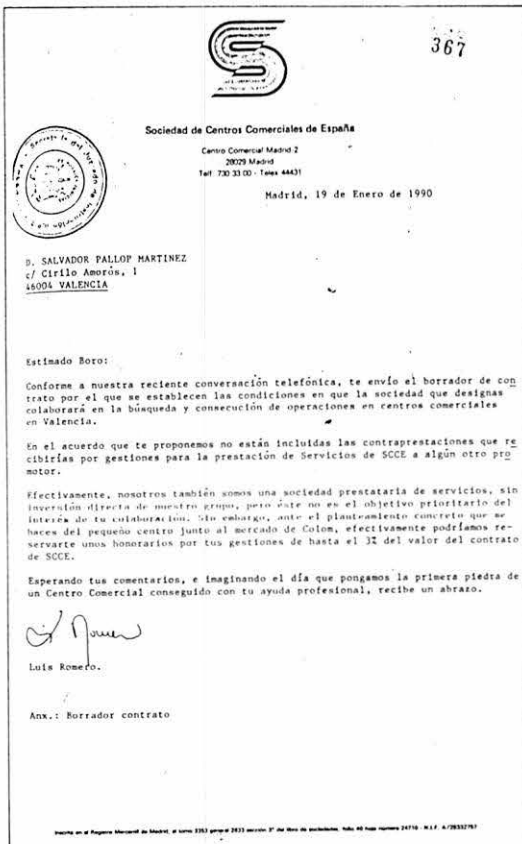 367
Sociedad de Centros Comerciales de España
Centro Comercial Madrid 2
28029 Madrid
Telf. 730 33 00 - Telex 44431
Madrid, 19 de Enero de 1990
D. SALVADOR PALLOP MARTINEZ
c/ Cirilo Amorós, 1
46004 VALENCIA
Estimado Boro:
Conforme a nuestra reciente conversación telefónica, te envío el borrador de con
trato por el que se establecen las condiciones en que la sociedad que designas
colaborará en la búsqueda y consecución de operaciones en centros comerciales
en Valencia.
En el acuerdo que te proponemos no están incluidas las contraprestaciones que re
cibirías por gestiones para la prestación de Servicios de SCCE a algún otro pro
motor.
Efectivamente, nosotros también somos una sociedad prestataria de servicios, sin
inversión directa de nuestro grupo, pero éste no es el objetivo prioritario del
interés de tu colaboración. Sin embargo, ante el planteamiento concreto que me
haces del pequeño centro junto al mercado de Colom, efectivamente podríamos re-
servarte unos honorarios por tus gestiones de hasta el 3% del valor del contrato
de SCCE.
Esperando tus comentarios, e imaginando el día que pongamos la primera piedra de
un Centro Comercial conseguido con tu ayuda profesional, recibe un abrazo.
Luis Romero.
Anx.: Borrador contrato